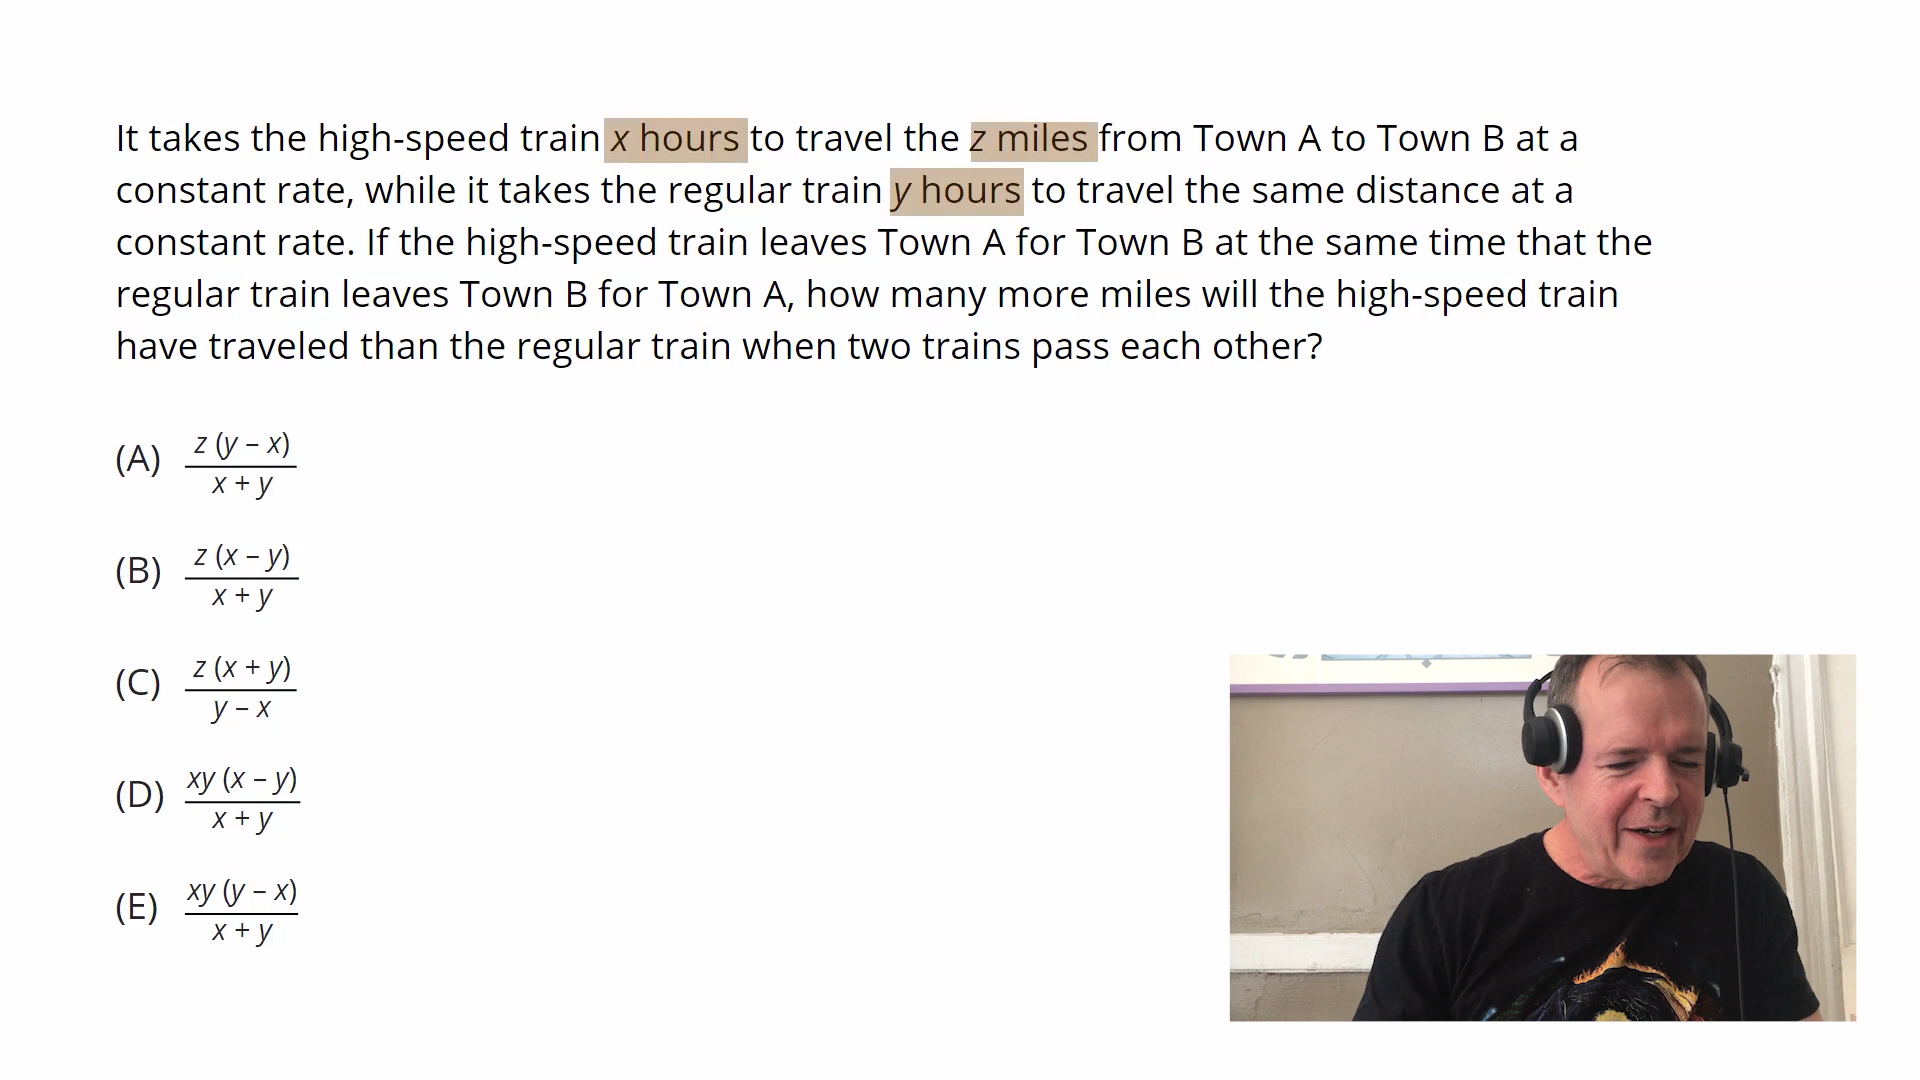 It takes the high-speed train x hours to travel the z miles from Town A to Town B at a
constant rate, while it takes the regular train y hours to travel the same distance at a
constant rate. If the high-speed train leaves Town A for Town B at the same time that the
regular train leaves Town B for Town A, how many more miles will the high-speed train
have traveled than the regular train when two trains pass each other?
(A) z (y – x)
x + y
(B) z (x – y)
x + y
(C) z (x + y)
y – x
(D) xy (x – y)
x + y
(E) xy (y – x)
x + y